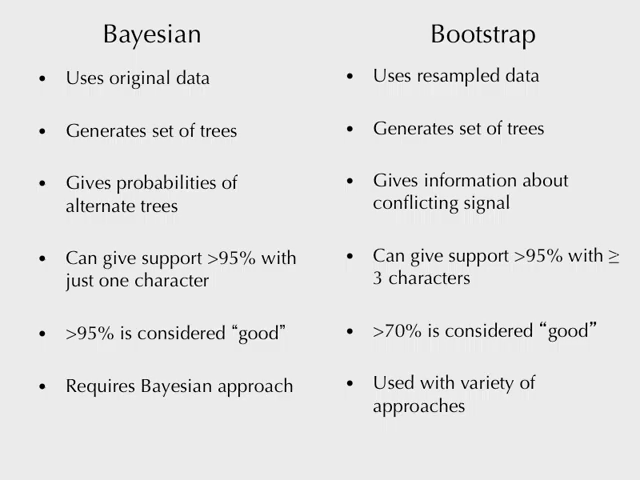 Bayesian
• Uses original data
• Generates set of trees
• Gives probabilities of
alternate trees
• Can give support >95% with
just one character
• >95% is considered “good”
• Requires Bayesian approach
Bootstrap
• Uses resampled data
• Generates set of trees
• Gives information about
conflicting signal
• Can give support >95% with ≥
3 characters
• >70% is considered “good”
• Used with variety of
approaches